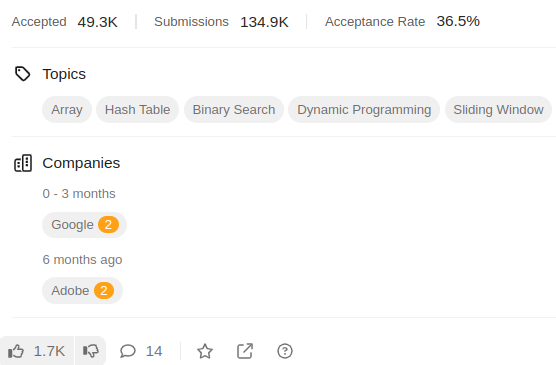 Accepted 49.3K Submissions 134.9K Acceptance Rate 36.5%
Topics
Array Hash Table Binary Search Dynamic Programming Sliding Window
Companies
0 - 3 months
Google 2
6 months ago
Adobe 2
1.7K 14